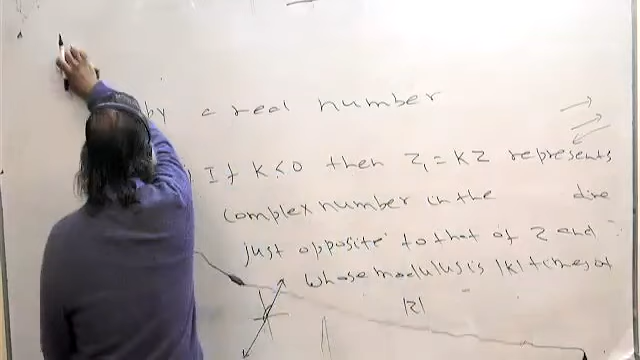 by a real number
) If K<0 then Z₁=KZ represents
Complex number in the dire
just opposite to that of Z and
whose modulus is |K| times of
|Z|